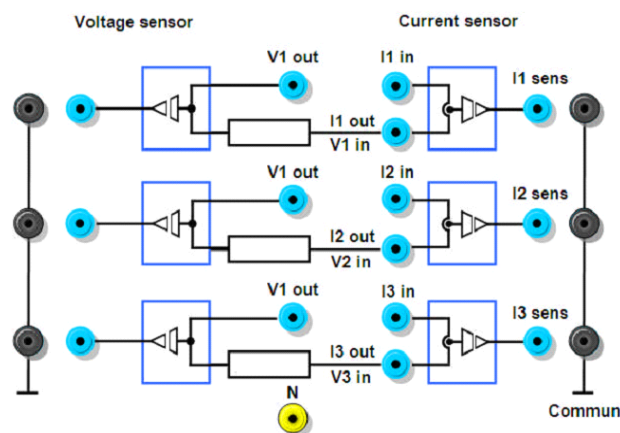 Voltage sensor
Current sensor
V1 out
I1 in
I1 sens
I1 out
V1 in
V1 out
I2 in
I2 sens
I2 out
V2 in
V1 out
I3 in
I3 sens
I3 out
V3 in
N
Commun